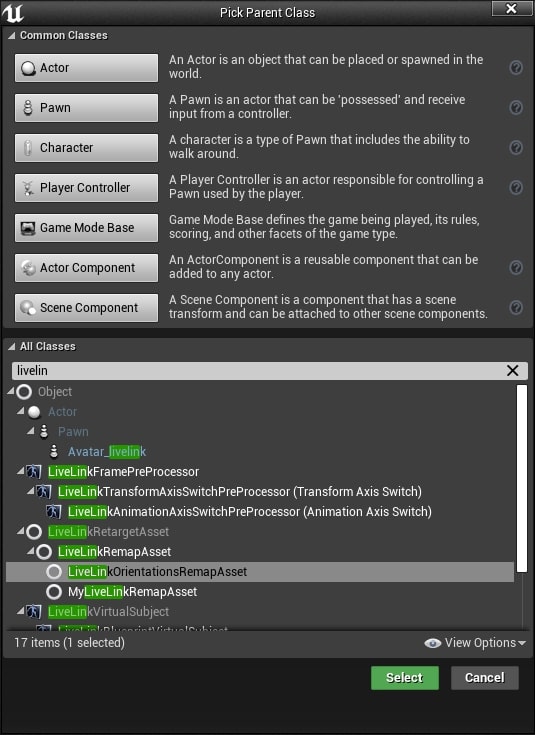 Pick Parent Class
Common Classes
Actor
An Actor is an object that can be placed or spawned in the
world.
Pawn
A Pawn is an actor that can be 'possessed' and receive
input from a controller.
Character
A character is a type of Pawn that includes the ability to
walk around.
Player Controller
A Player Controller is an actor responsible for controlling a
Pawn used by the player.
Game Mode Base
Game Mode Base defines the game being played, its rules,
scoring, and other facets of the game type.
Actor Component
An ActorComponent is a reusable component that can be
added to any actor.
Scene Component
A Scene Component is a component that has a scene
transform and can be attached to other scene components.
All Classes
livelin
Object
Actor
Pawn
Avatar_livelink
LiveLinkFramePreProcessor
LiveLinkTransformAxisSwitchPreProcessor (Transform Axis Switch)
LiveLinkAnimationAxisSwitchPreProcessor (Animation Axis Switch)
LiveLinkRetargetAsset
LiveLinkRemapAsset
LiveLinkOrientationsRemapAsset
MyLiveLinkRemapAsset
LiveLinkVirtualSubject
LiveLinkBlueprintVirtualSubject
17 items (1 selected)
View Options
Select
Cancel